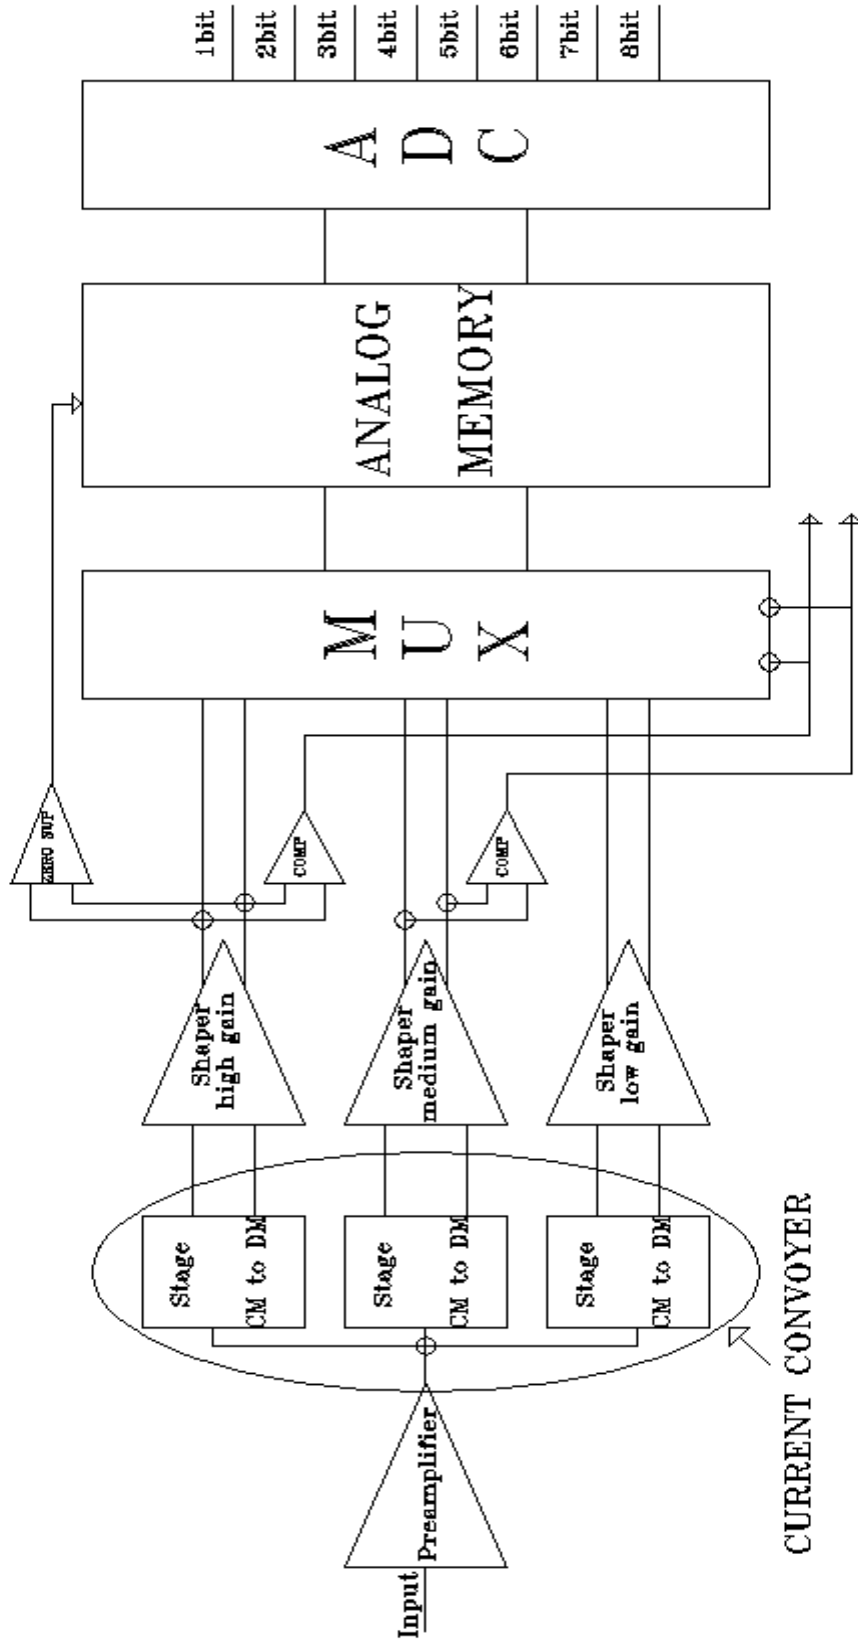 Input
Preamplifier
CURRENT CONVOYER
Stage
CM to DM
Stage
CM to DM
Stage
CM to DM
Shaper
high gain
Shaper
medium gain
Shaper
low gain
ZERO SUP
COMP
COMP
M
U
X
ANALOG
MEMORY
A
D
C
1bit
2bit
3bit
4bit
5bit
6bit
7bit
8bit